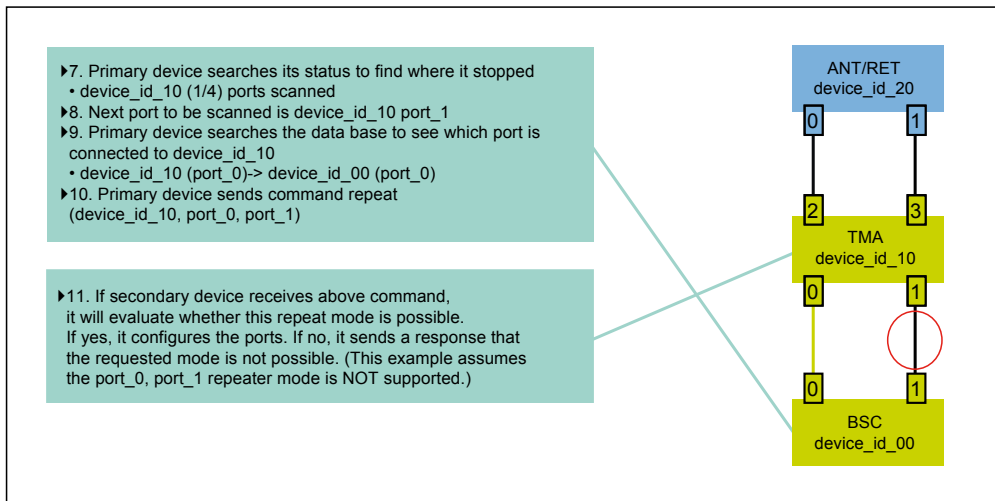 ▶7. Primary device searches its status to find where it stopped
• device_id_10 (1/4) ports scanned
▶8. Next port to be scanned is device_id_10 port_1
▶9. Primary device searches the data base to see which port is
connected to device_id_10
• device_id_10 (port_0)-> device_id_00 (port_0)
▶10. Primary device sends command repeat
(device_id_10, port_0, port_1)
▶11. If secondary device receives above command,
it will evaluate whether this repeat mode is possible.
If yes, it configures the ports. If no, it sends a response that
the requested mode is not possible. (This example assumes
the port_0, port_1 repeater mode is NOT supported.)
ANT/RET
device_id_20
0 1
2 3
TMA
device_id_10
0 1
0 1
BSC
device_id_00